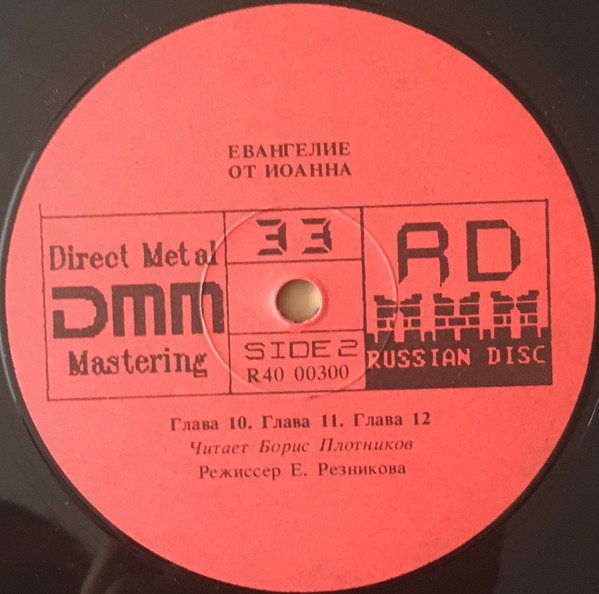 ЕВАНГЕЛИЕ
ОТ ИОАННА
Direct Metal
DMM
Mastering
33
SIDE 2
R40 00300
RD
RUSSIAN DISC
Глава 10. Глава 11. Глава 12
Читает Борис Плотников
Режиссер Е. Резникова